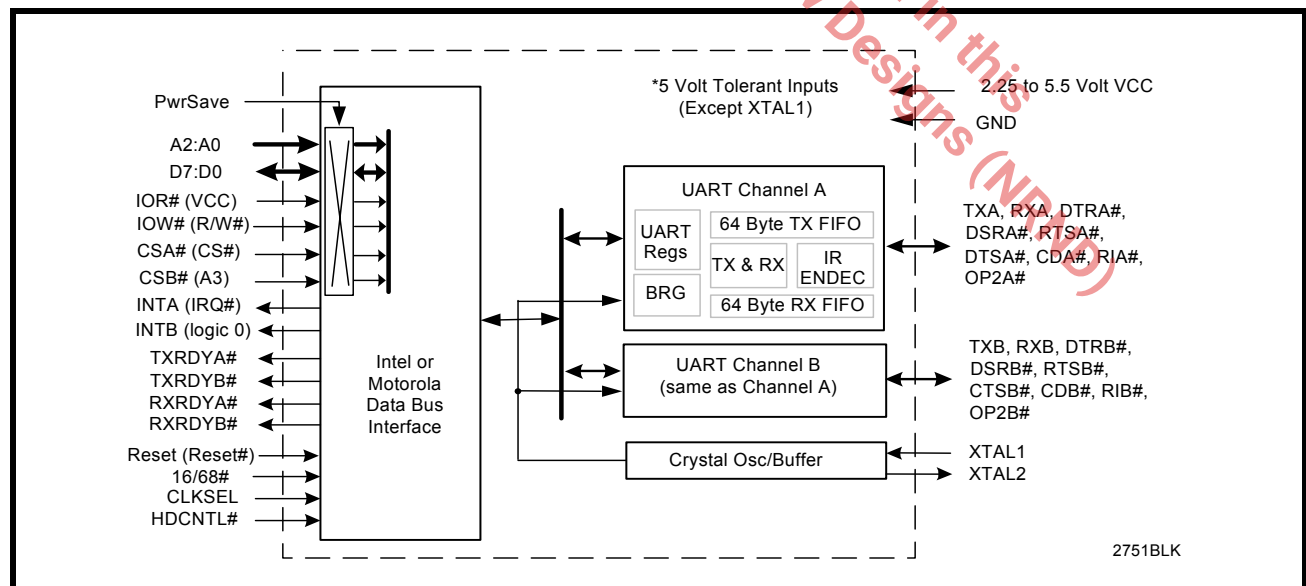 in this
Designs (NRND)
PwrSave
A2:A0
D7:D0
IOR# (VCC)
IOW# (R/W#)
CSA# (CS#)
CSB# (A3)
INTA (IRQ#)
INTB (logic 0)
TXRDYA#
TXRDYB#
RXRDYA#
RXRDYB#
Reset (Reset#)
16/68#
CLKSEL
HDCNTL#
Intel or
Motorola
Data Bus
Interface
*5 Volt Tolerant Inputs
(Except XTAL1)
2.25 to 5.5 Volt VCC
GND
UART Channel A
UART
Regs
64 Byte TX FIFO
TX & RX
IR
ENDEC
BRG
64 Byte RX FIFO
TXA, RXA, DTRA#,
DSRA#, RTSA#,
DTSA#, CDA#, RIA#,
OP2A#
UART Channel B
(same as Channel A)
TXB, RXB, DTRB#,
DSRB#, RTSB#,
CTSB#, CDB#, RIB#,
OP2B#
Crystal Osc/Buffer
XTAL1
XTAL2
2751BLK